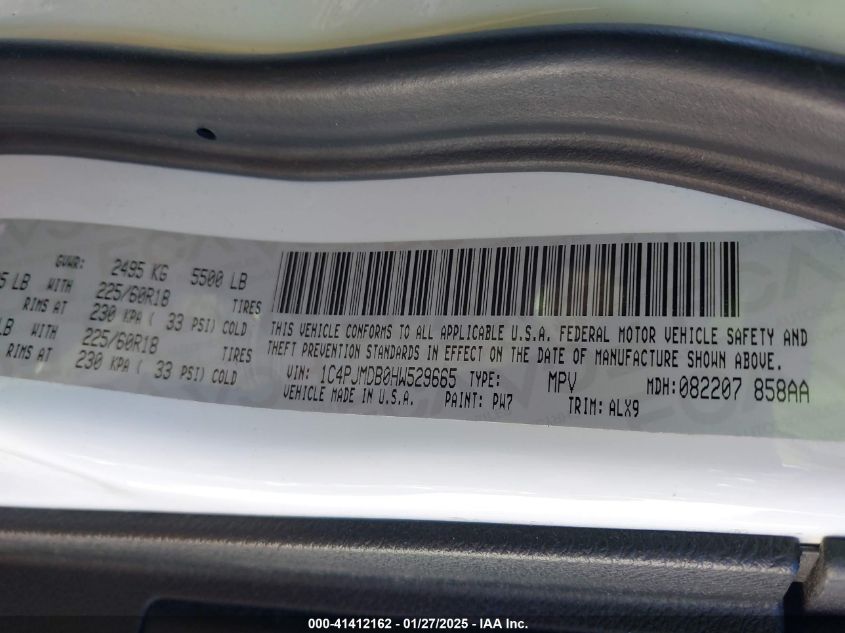 GVWR: 2495 KG 5500 LB
5 LB WITH 225/60R18 TIRES
RIMS AT 230 KPA ( 33 PSI) COLD
LB WITH 225/60R18 TIRES
RIMS AT 230 KPA ( 33 PSI) COLD
THIS VEHICLE CONFORMS TO ALL APPLICABLE U.S.A. FEDERAL MOTOR VEHICLE SAFETY AND
THEFT PREVENTION STANDARDS IN EFFECT ON THE DATE OF MANUFACTURE SHOWN ABOVE.
VIN: 1C4PJMDB0HW529665 TYPE: MPV MDH:082207 858AA
VEHICLE MADE IN U.S.A. PAINT: PW7 TRIM: ALX9
000-41412162 - 01/27/2025 - IAA Inc.